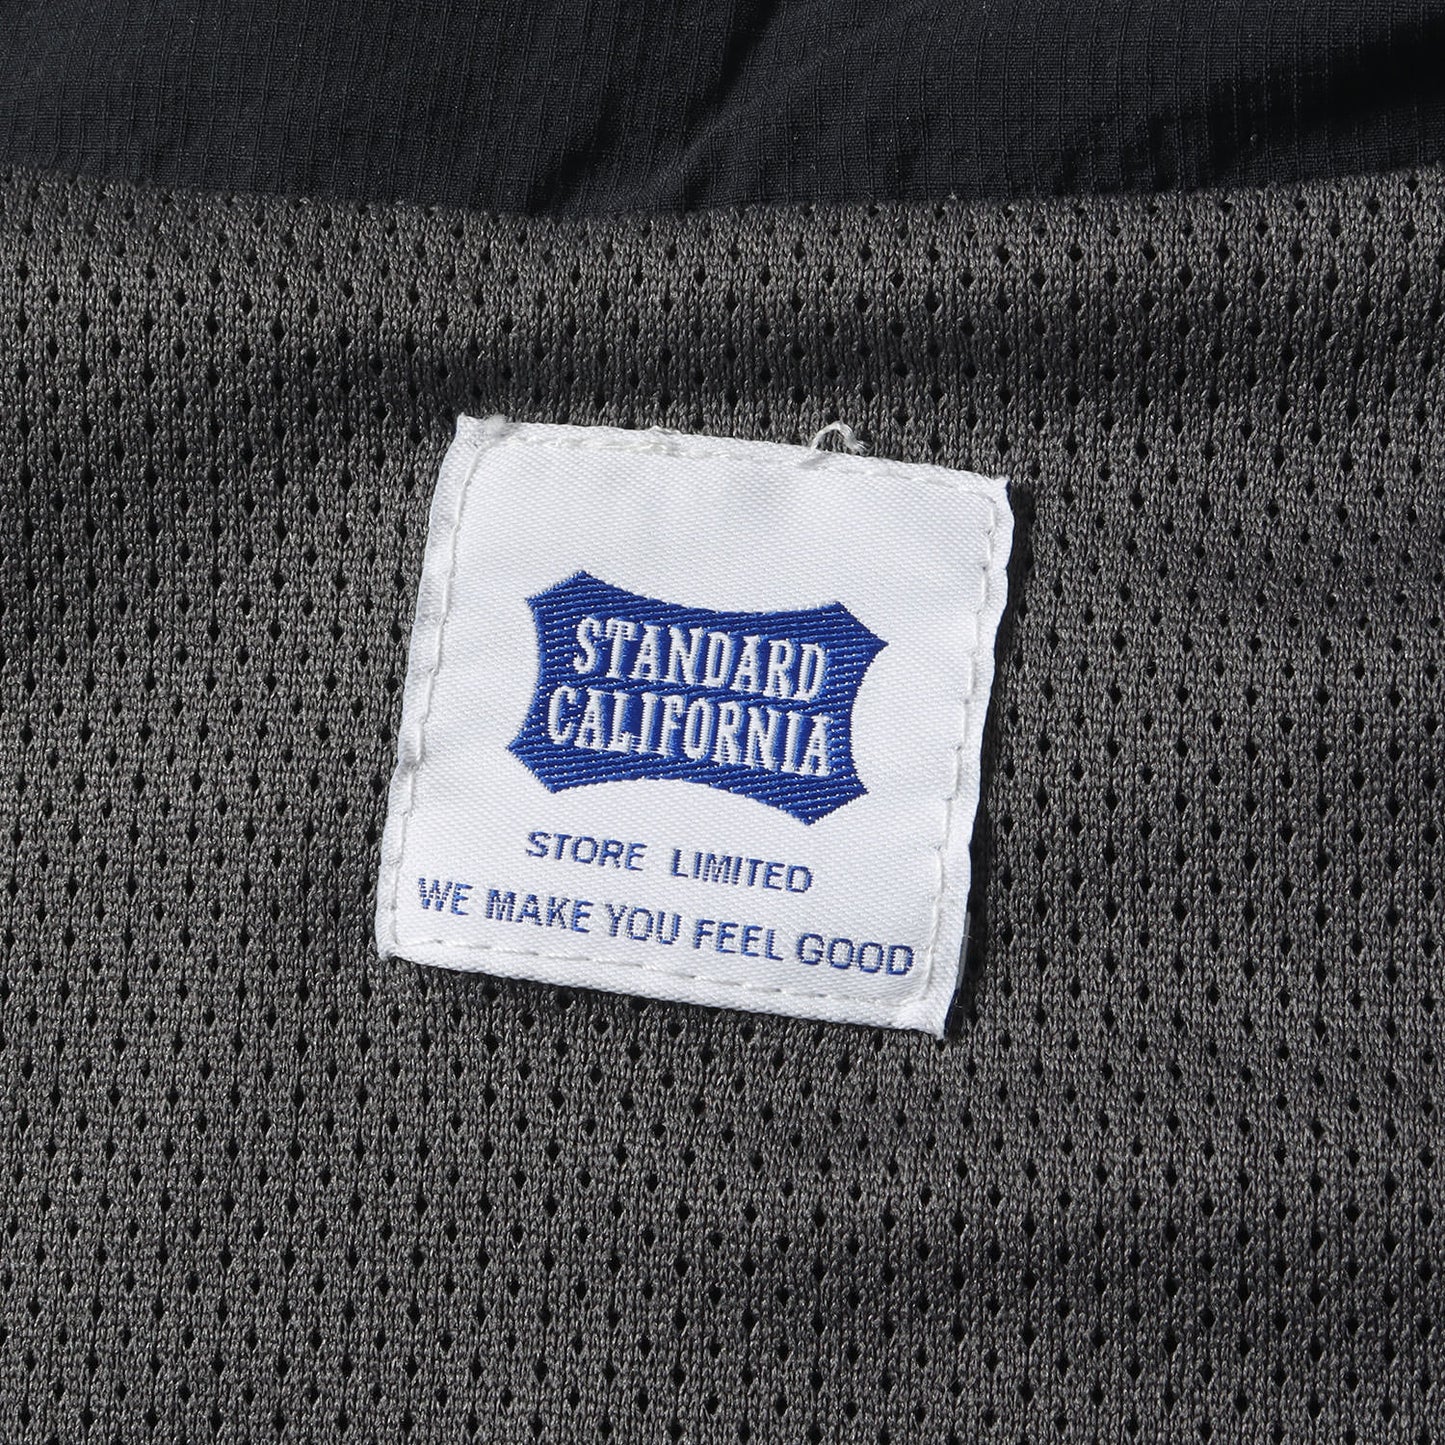 STANDARD
CALIFORNIA
STORE LIMITED
WE MAKE YOU FEEL GOOD